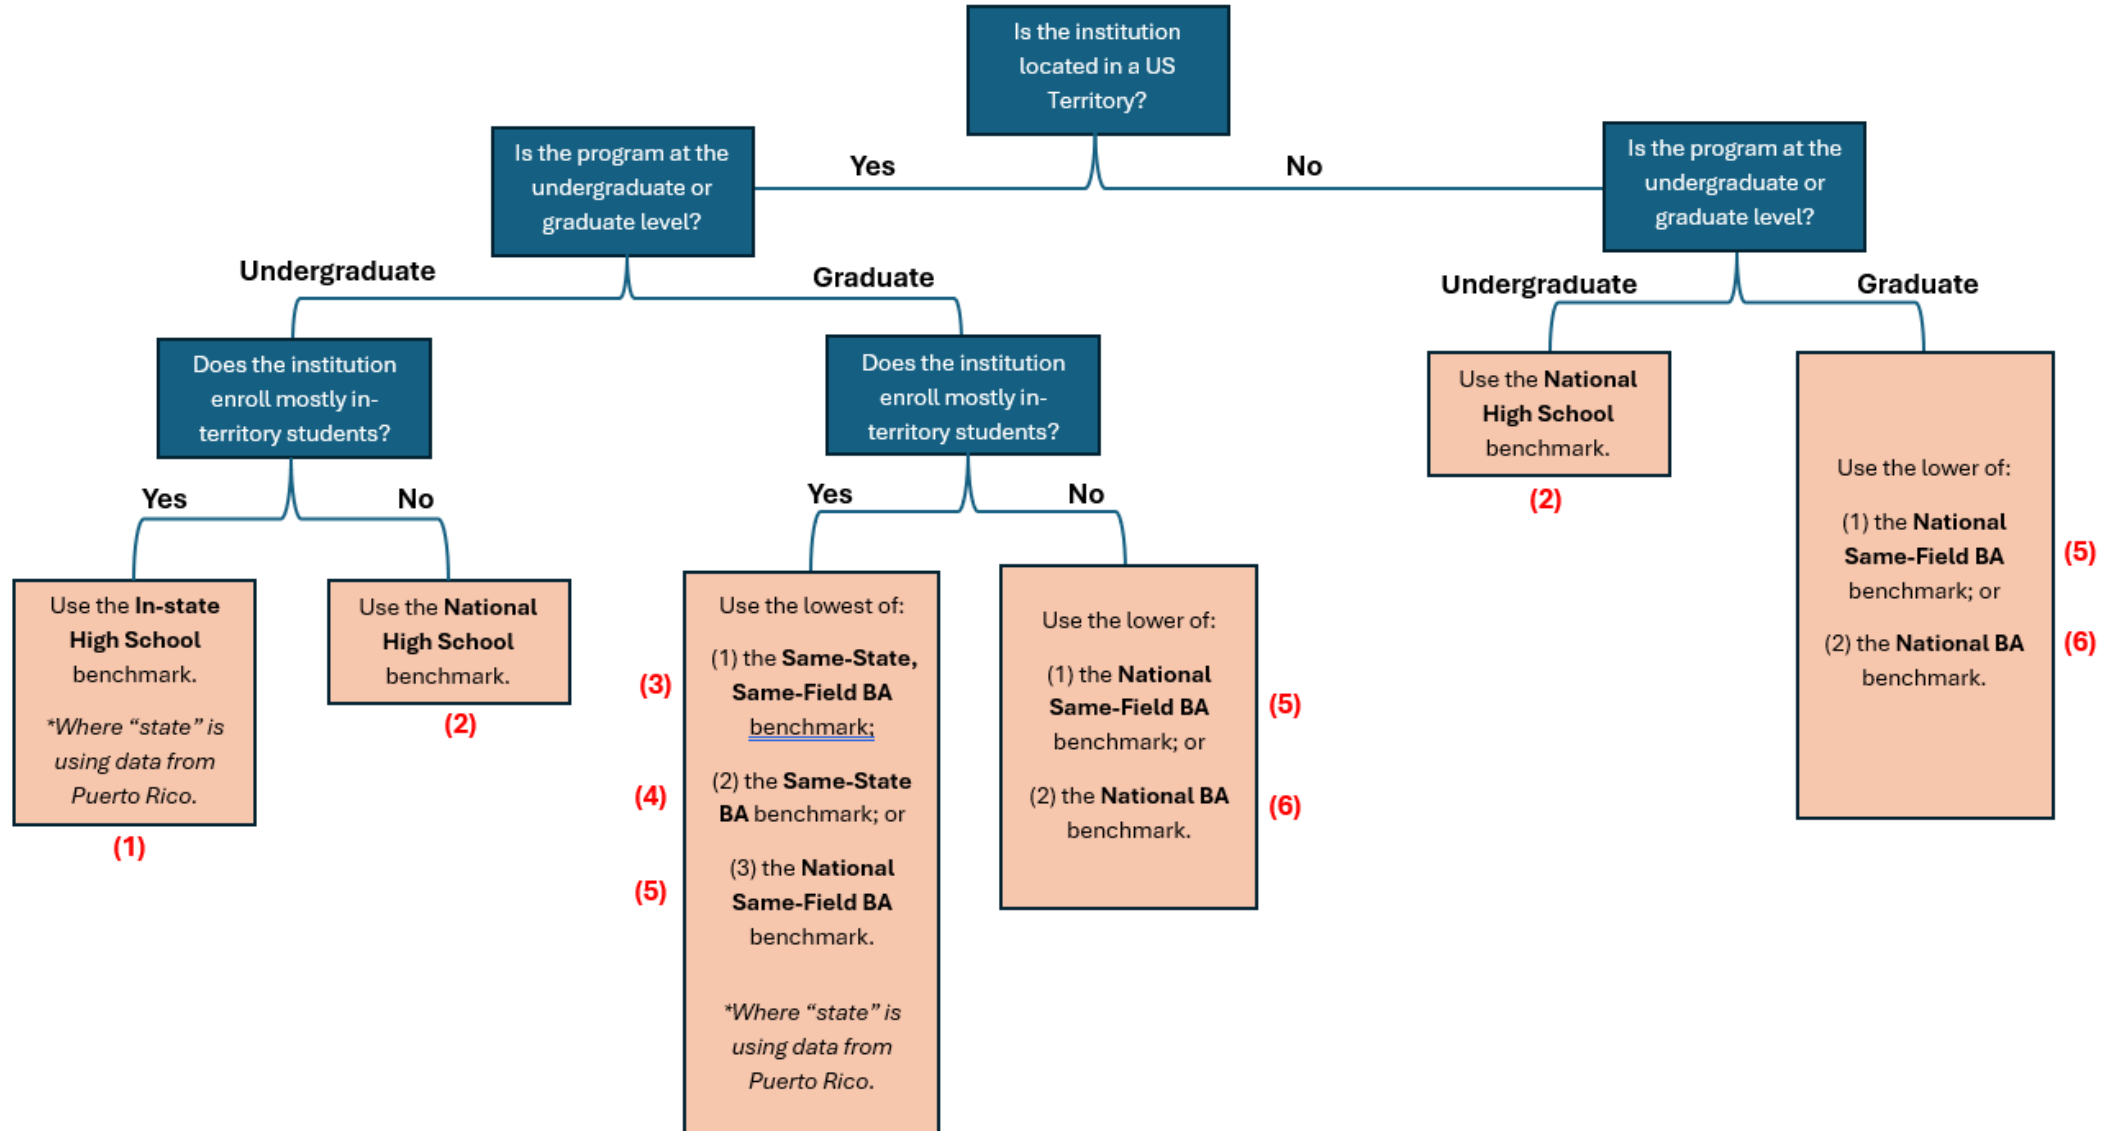 Is the institution
located in a US
Territory?
Yes
No
Is the program at the
undergraduate or
graduate level?
Undergraduate
Graduate
Does the institution
enroll mostly in-
territory students?
Yes
No
Use the In-state
High School
benchmark.
*Where “state” is
using data from
Puerto Rico.
(1)
Use the National
High School
benchmark.
(2)
Does the institution
enroll mostly in-
territory students?
Yes
No
Use the lowest of:
(1) the Same-State,
Same-Field BA
benchmark;
(3)
(2) the Same-State
BA benchmark; or
(4)
(3) the National
Same-Field BA
benchmark.
(5)
*Where “state” is
using data from
Puerto Rico.
Use the lower of:
(1) the National
Same-Field BA
benchmark; or
(5)
(2) the National BA
benchmark.
(6)
Is the program at the
undergraduate or
graduate level?
Undergraduate
Graduate
Use the National
High School
benchmark.
(2)
Use the lower of:
(1) the National
Same-Field BA
benchmark; or
(5)
(2) the National BA
benchmark.
(6)